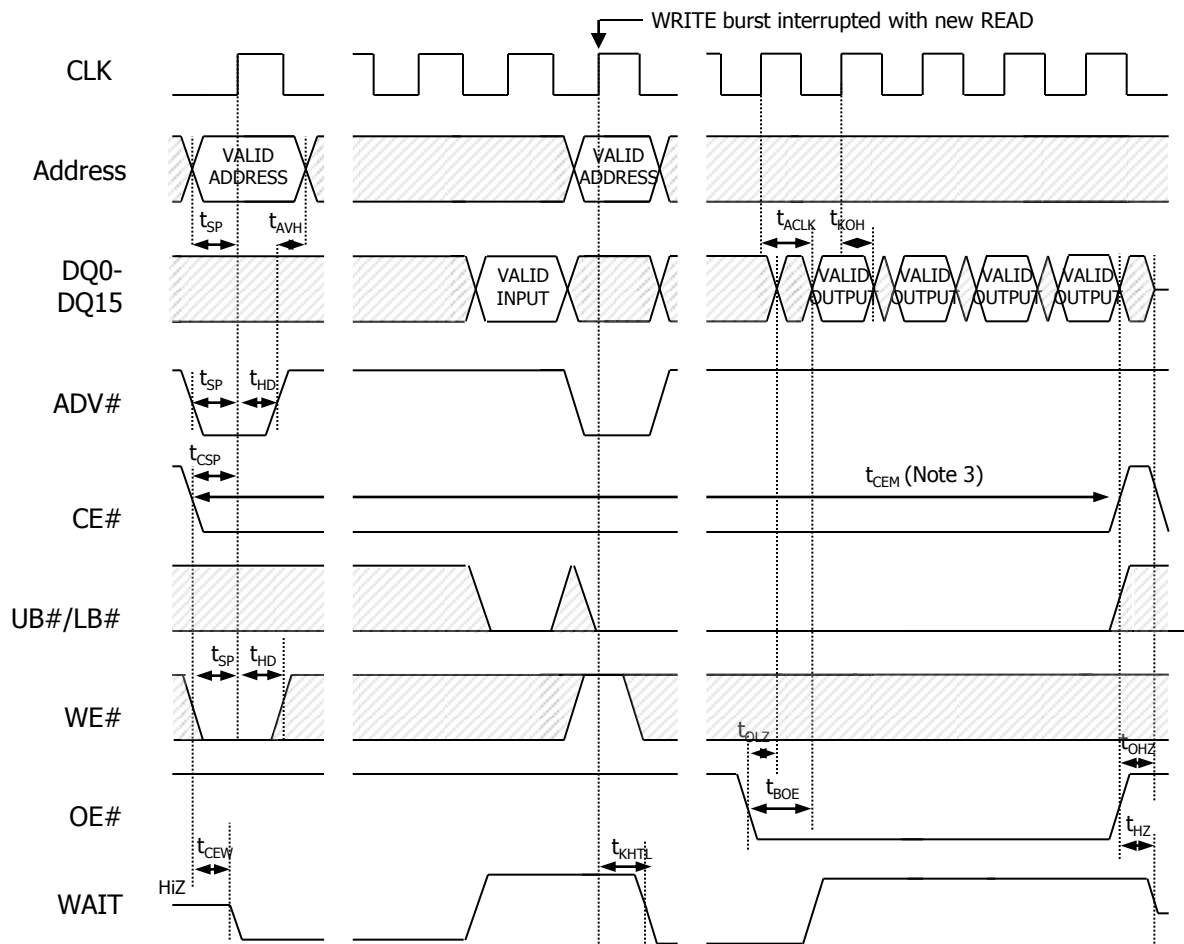 WRITE burst interrupted with new READ
CLK
Address
VALID ADDRESS
VALID ADDRESS
tSP
tAVH
tACLK
tKOH
DQ0-
DQ15
VALID INPUT
VALID OUTPUT
VALID OUTPUT
VALID OUTPUT
VALID OUTPUT
ADV#
tSP
tHD
tCSP
CE#
tCEM (Note 3)
UB#/LB#
tSP
tHD
WE#
tOLZ
tOHZ
OE#
tBOE
tHZ
tCEW
tKHTL
HiZ
WAIT